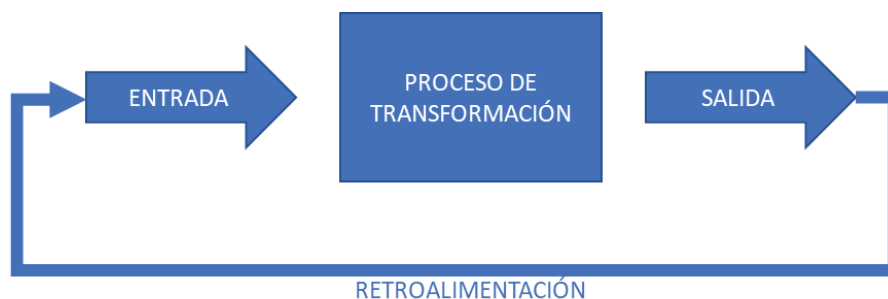 ENTRADA
PROCESO DE
TRANSFORMACIÓN
SALIDA
RETROALIMENTACIÓN